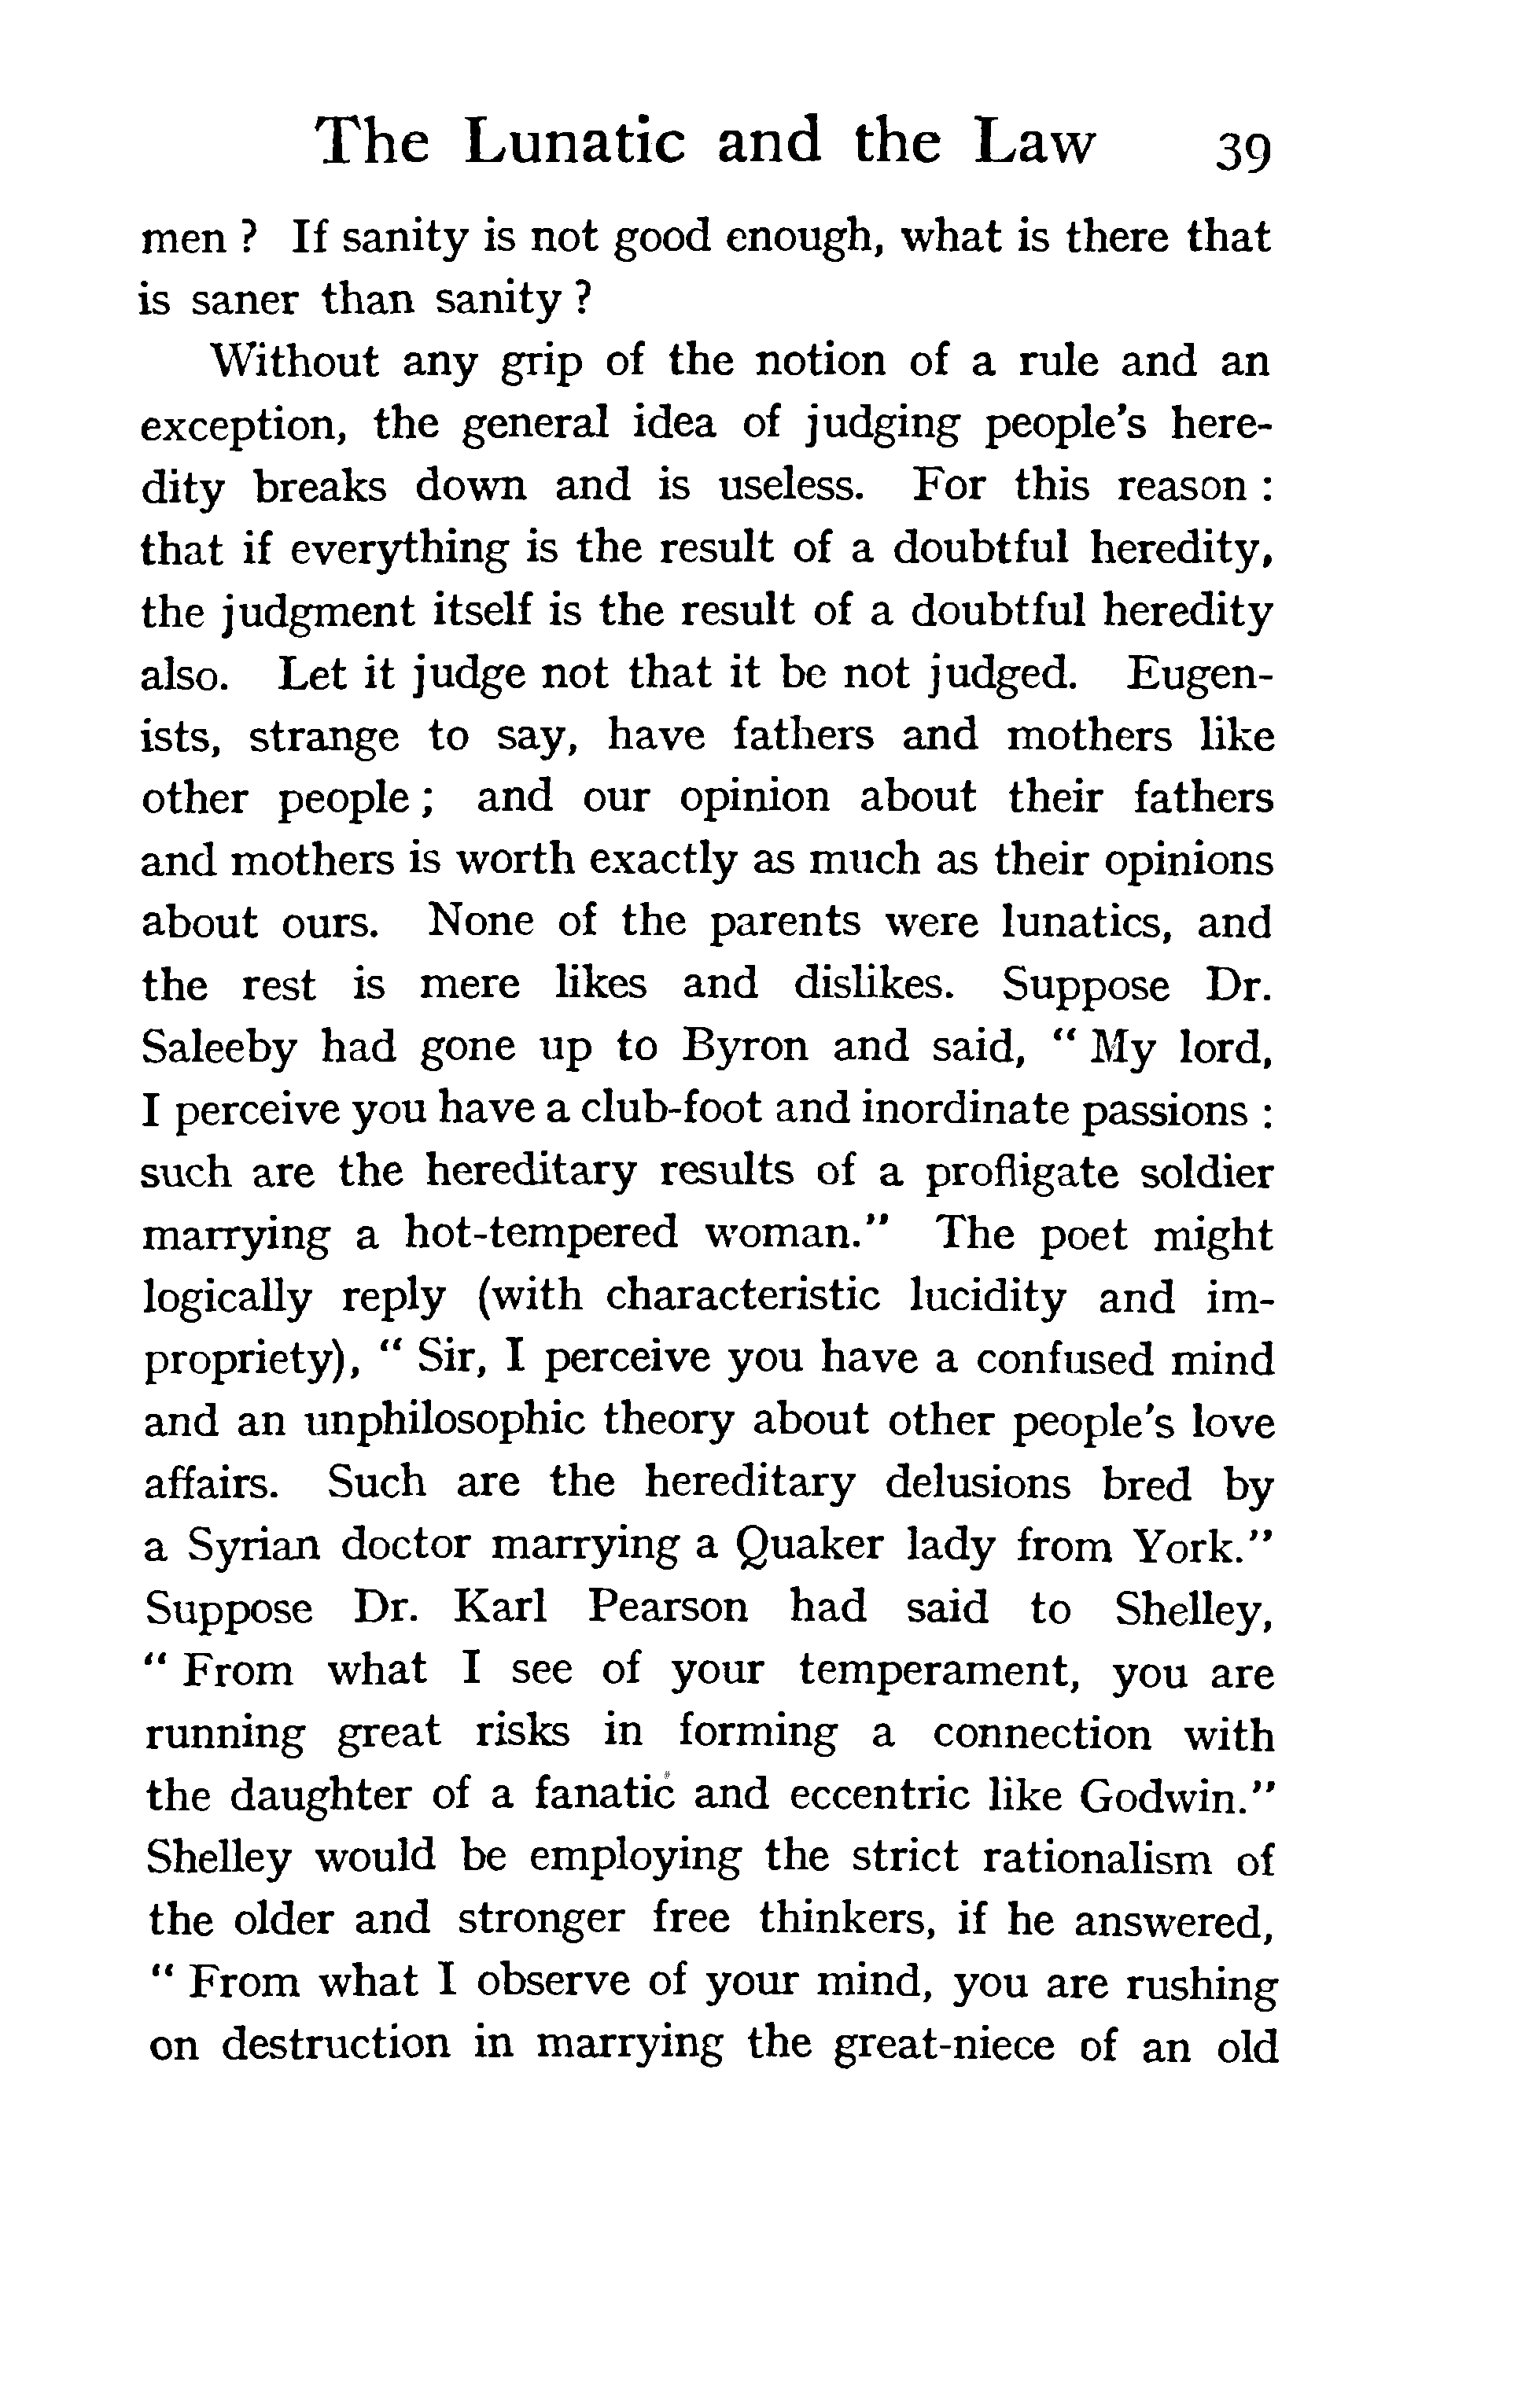 The Lunatic and the Law 39
men ? If sanity is not good enough, what is there that
is saner than sanity ?
Without any grip of the notion of a rule and an
exception, the general idea of judging people's here-
dity breaks down and is useless. For this reason :
that if everything is the result of a doubtful heredity,
the judgment itself is the result of a doubtful heredity
also. Let it judge not that it be not judged. Eugen-
ists, strange to say, have fathers and mothers like
other people ; and our opinion about their fathers
and mothers is worth exactly as much as their opinions
about ours. None of the parents were lunatics, and
the rest is mere likes and dislikes. Suppose Dr.
Saleeby had gone up to Byron and said, " My lord,
I perceive you have a club-foot and inordinate passions :
such are the hereditary results of a profligate soldier
marrying a hot-tempered woman." The poet might
logically reply (with characteristic lucidity and im-
propriety), " Sir, I perceive you have a confused mind
and an unphilosophic theory about other people's love
affairs. Such are the hereditary delusions bred by
a Syrian doctor marrying a Quaker lady from York."
Suppose Dr. Karl Pearson had said to Shelley,
" From what I see of your temperament, you are
running great risks in forming a connection with
the daughter of a fanatic and eccentric like Godwin."
Shelley would be employing the strict rationalism of
the older and stronger free thinkers, if he answered,
" From what I observe of your mind, you are rushing
on destruction in marrying the great-niece of an old